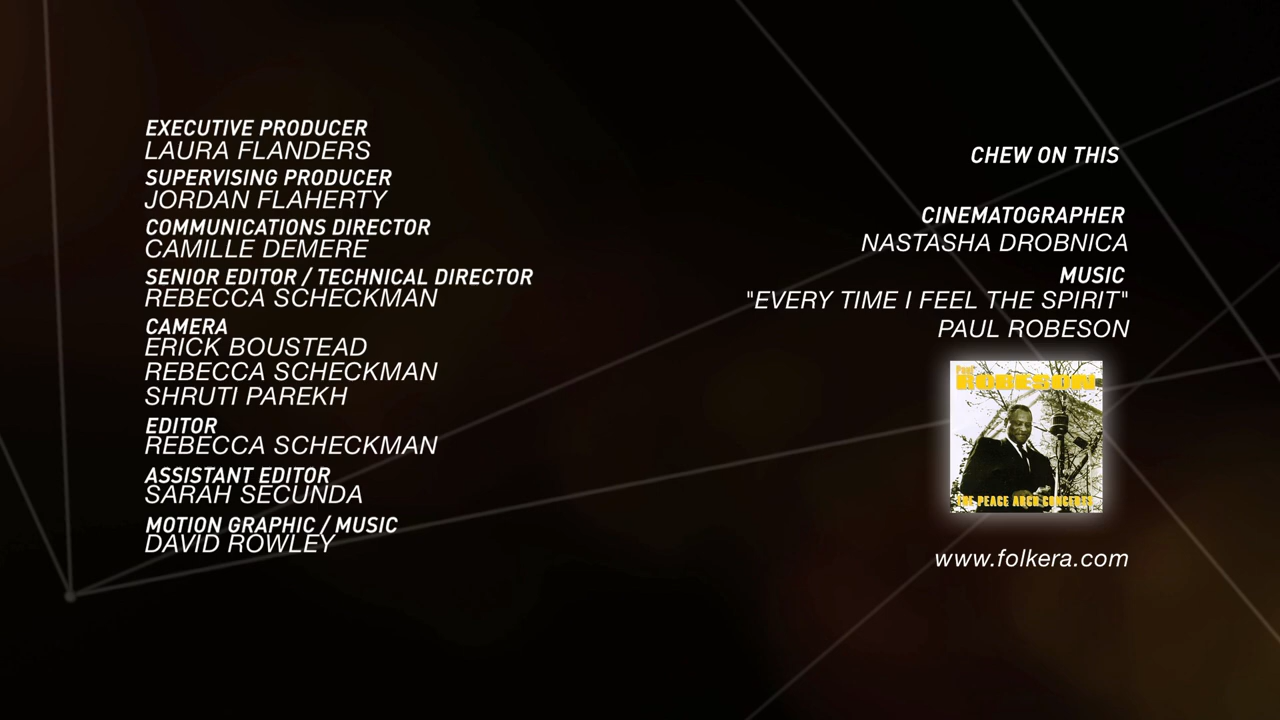 EXECUTIVE PRODUCER
LAURA FLANDERS
SUPERVISING PRODUCER
JORDAN FLAHERTY
COMMUNICATIONS DIRECTOR
CAMILLE DEMERE
SENIOR EDITOR / TECHNICAL DIRECTOR
REBECCA SCHECKMAN
CAMERA
ERICK BOUSTEAD
REBECCA SCHECKMAN
SHRUTI PAREKH
EDITOR
REBECCA SCHECKMAN
ASSISTANT EDITOR
SARAH SECUNDA
MOTION GRAPHIC / MUSIC
DAVID ROWLEY
CHEW ON THIS
CINEMATOGRAPHER
NASTASHA DROBNICA
MUSIC
"EVERY TIME I FEEL THE SPIRIT"
PAUL ROBESON
Paul
ROBESON
THE PEACE ARCH CONCERTS
www.folkera.com